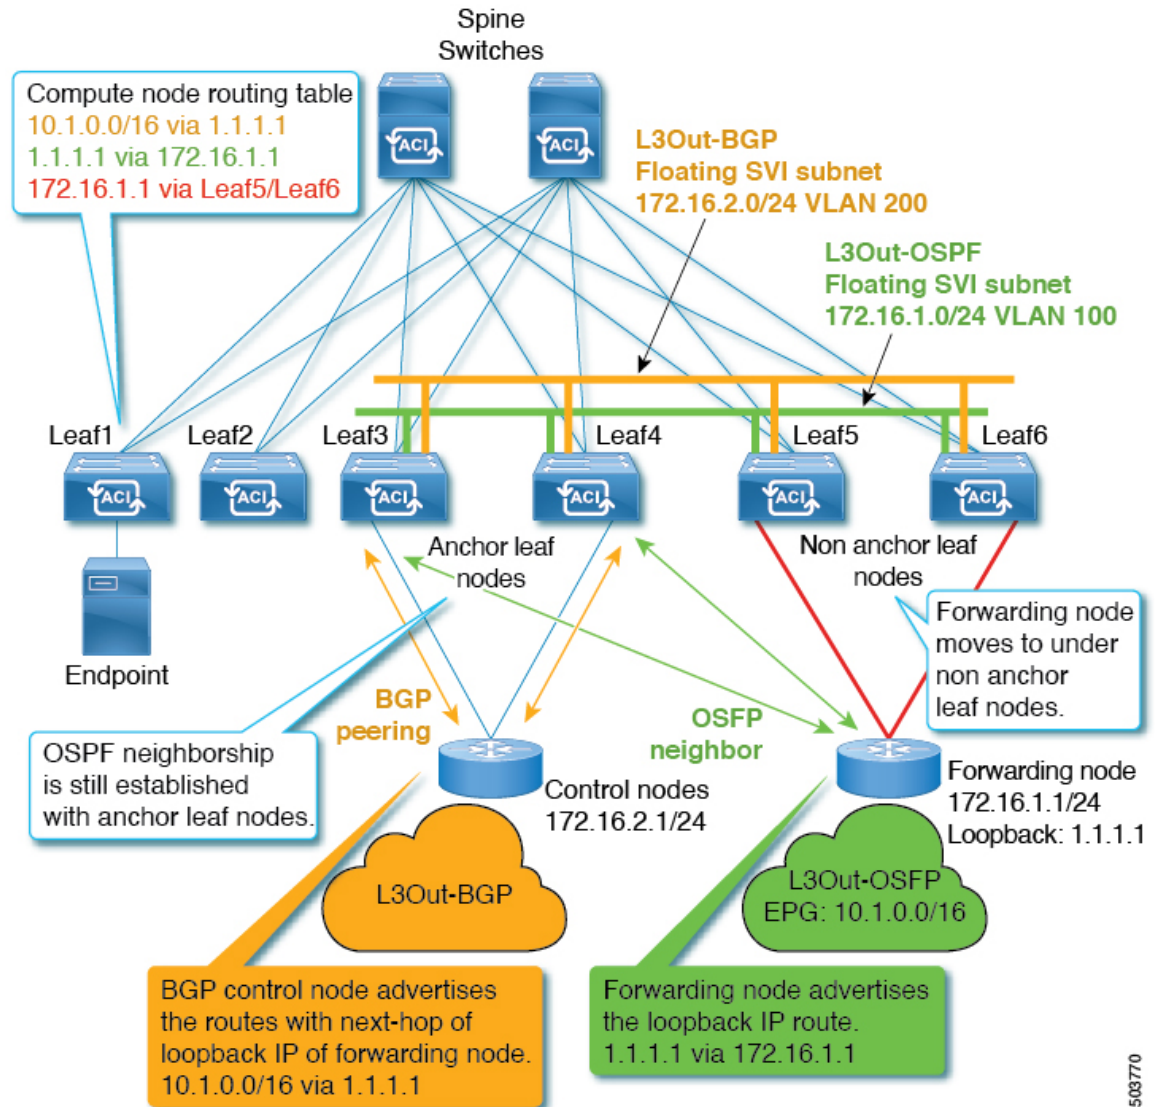 Spine
Switches
Compute node routing table
10.1.0.0/16 via 1.1.1.1
1.1.1.1 via 172.16.1.1
172.16.1.1 via Leaf5/Leaf6
ACI
ACI
L3Out-BGP
Floating SVI subnet
172.16.2.0/24 VLAN 200
L3Out-OSPF
Floating SVI subnet
172.16.1.0/24 VLAN 100
Leaf1
Leaf2
Leaf3
Leaf4
Leaf5
Leaf6
ACI
ACI
ACI
ACI
ACI
ACI
Anchor leaf
nodes
Non anchor leaf
nodes
Endpoint
Forwarding node
moves to under
non anchor
leaf nodes.
BGP
peering
OSFP
neighbor
OSPF neighborship
is still established
with anchor leaf nodes.
Control nodes
172.16.2.1/24
Forwarding node
172.16.1.1/24
Loopback: 1.1.1.1
L3Out-BGP
L3Out-OSFP
EPG: 10.1.0.0/16
BGP control node advertises
the routes with next-hop of
loopback IP of forwarding node.
10.1.0.0/16 via 1.1.1.1
Forwarding node advertises
the loopback IP route.
1.1.1.1 via 172.16.1.1
503770